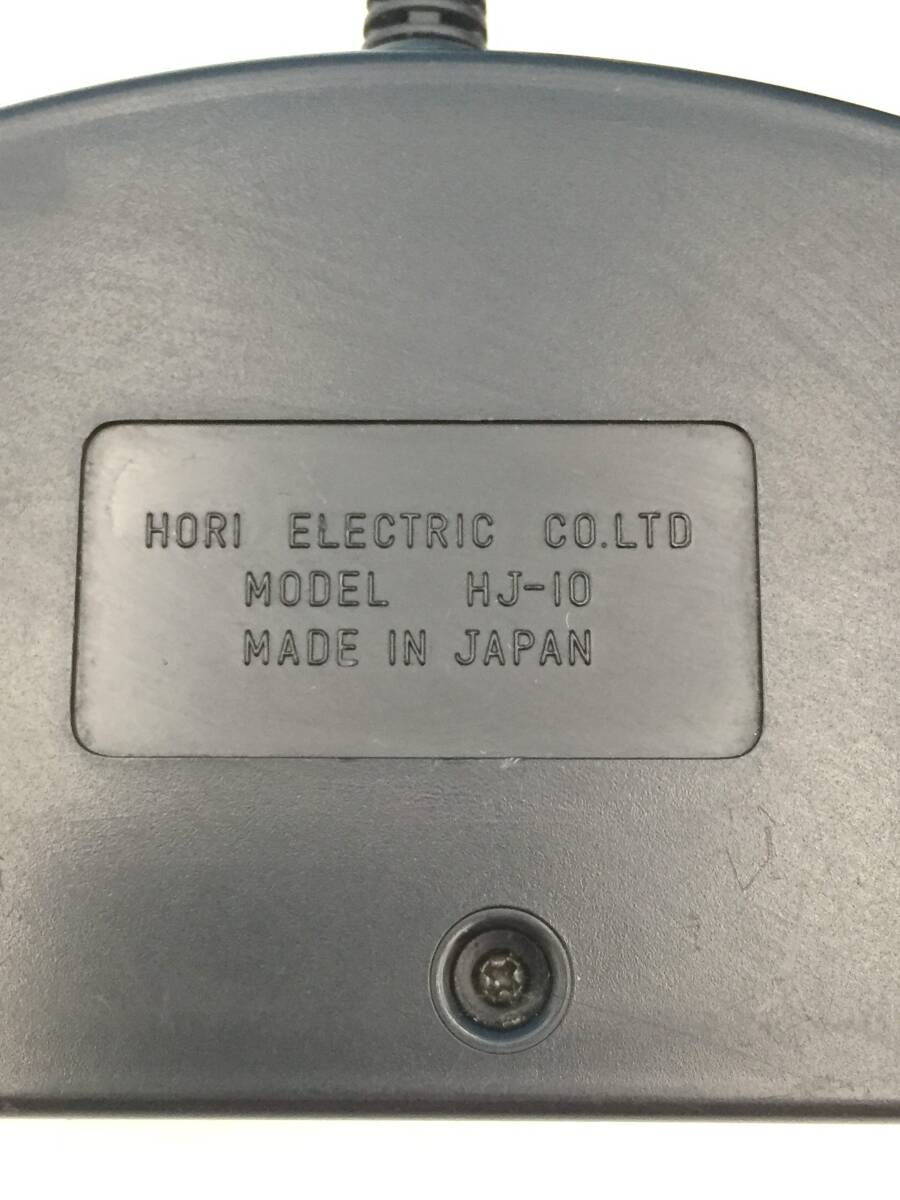 HORI ELECTRIC CO.LTD
MODEL HJ-10
MADE IN JAPAN